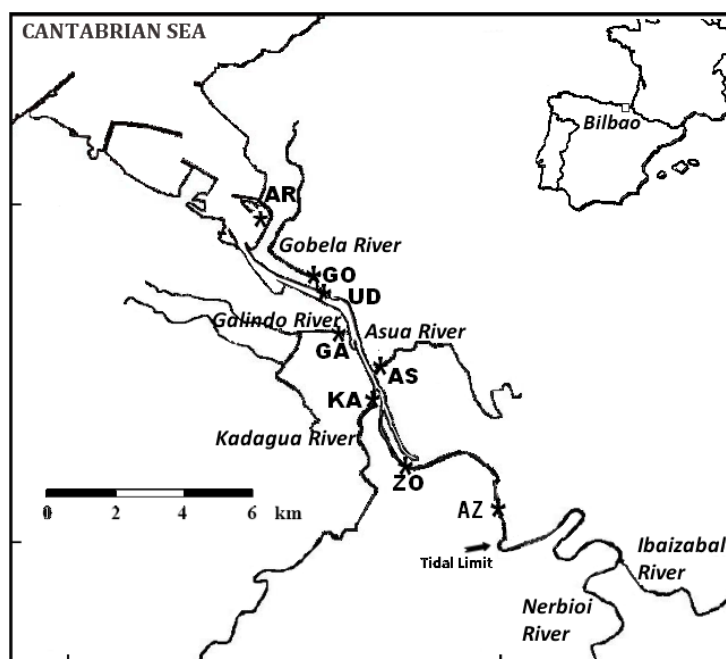 CANTABRIAN SEA
Bilbao
AR
Gobela River
GO
UD
Galindo River
Asua River
GA
AS
KA
Kadagua River
ZO
0 2 4 6 km
AZ
Tidal Limit
Ibaizabal
River
Nerbioi
River